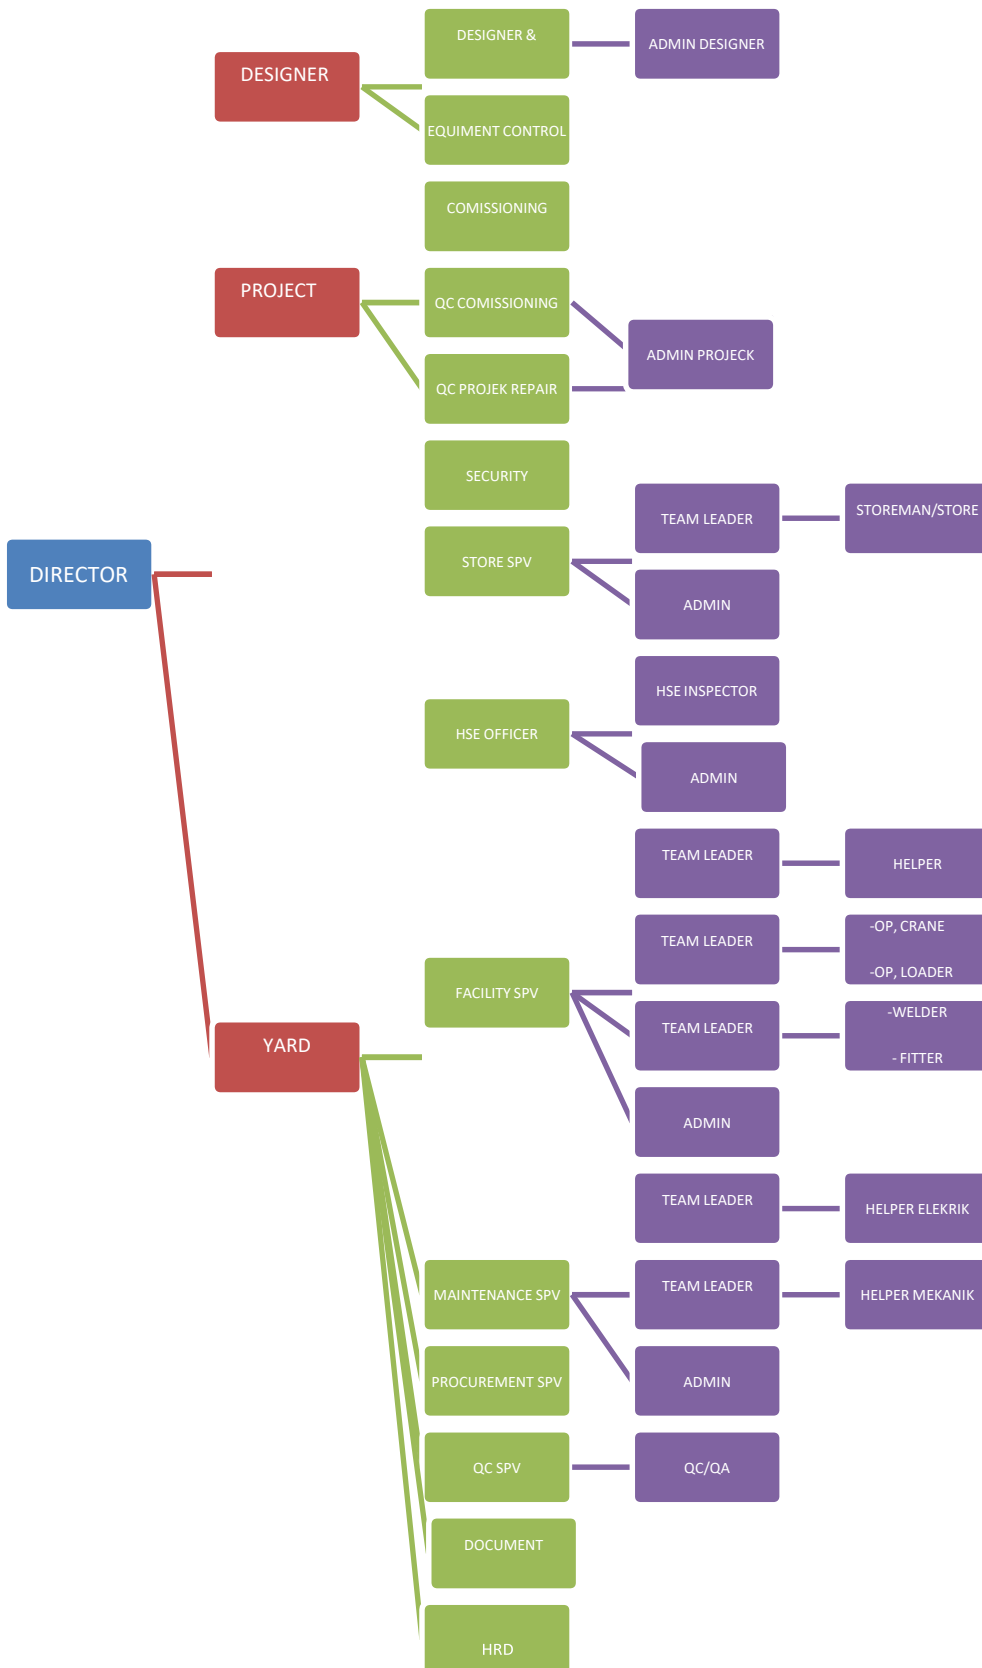 DESIGNER &
ADMIN DESIGNER
DESIGNER
EQUIMENT CONTROL
COMISSIONING
PROJECT
QC COMISSIONING
ADMIN PROJECK
QC PROJEK REPAIR
SECURITY
TEAM LEADER
STOREMAN/STORE
STORE SPV
DIRECTOR
ADMIN
HSE INSPECTOR
HSE OFFICER
ADMIN
TEAM LEADER
HELPER
TEAM LEADER
-OP, CRANE
-OP, LOADER
FACILITY SPV
TEAM LEADER
-WELDER
- FITTER
YARD
ADMIN
TEAM LEADER
HELPER ELEKRIK
MAINTENANCE SPV
TEAM LEADER
HELPER MEKANIK
PROCUREMENT SPV
ADMIN
QC SPV
QC/QA
DOCUMENT
HRD